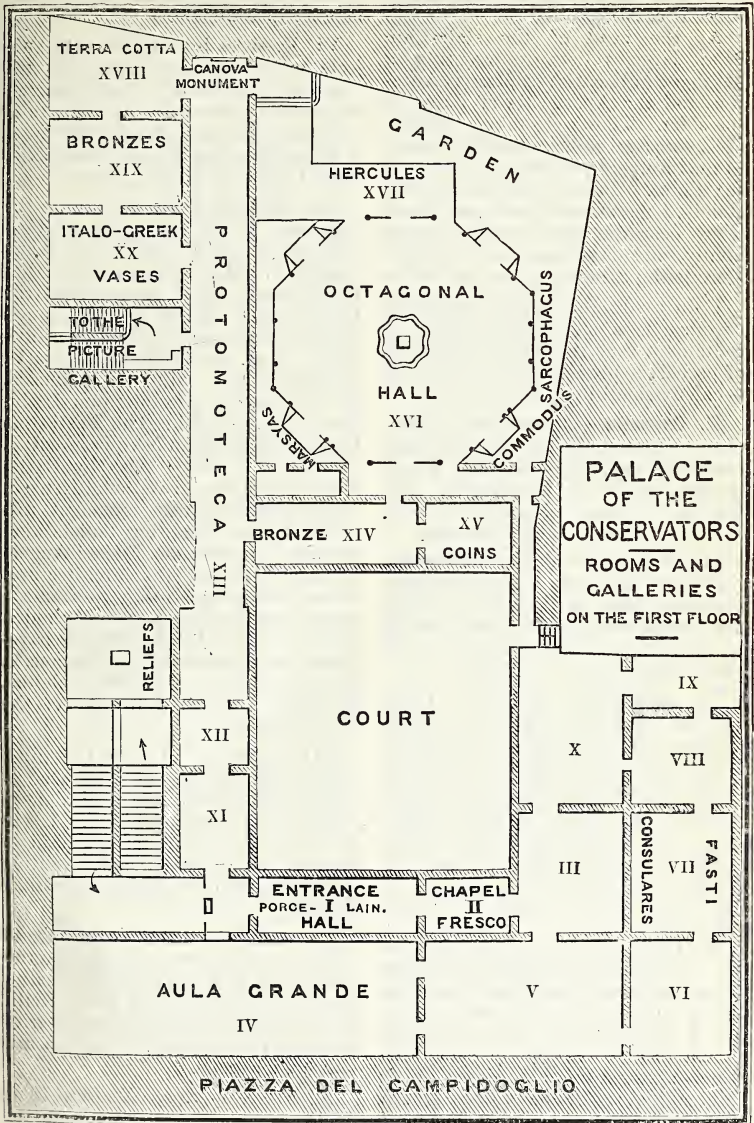 TERRA COTTA
XVIII
CANOVA
MONUMENT
GARDEN
BRONZES
XIX
HERCULES
XVII
ITALO-GREEK
XX
VASES
PROTOMOTECA XIII
OCTAGONAL
HALL
XVI
SARCOPHAGUS
COMMODUS
MARSYAS
TO THE
PICTURE
GALLERY
PALACE
OF THE
CONSERVATORS
ROOMS AND
GALLERIES
ON THE FIRST FLOOR
BRONZE XIV
XV
COINS
RELIEFS
COURT
IX
XII
X
VIII
XI
III
CONSULARES
VII
FASTI
ENTRANCE
PORCE- I LAIN.
HALL
CHAPEL
II
FRESCO
AULA GRANDE
IV
V
VI
PIAZZA DEL CAMPIDOGLIO